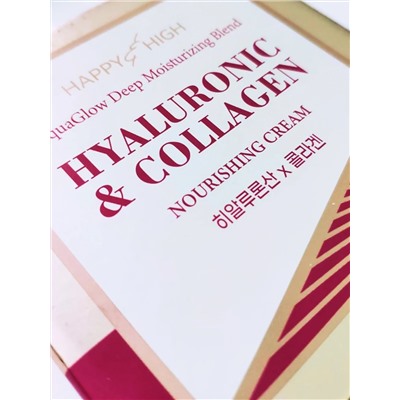 HAPPY HIGH
quaGlow Deep Moisturizing Blend
HYALURONIC
& COLLAGEN
NOURISHING CREAM
히알루론산 x 콜라겐